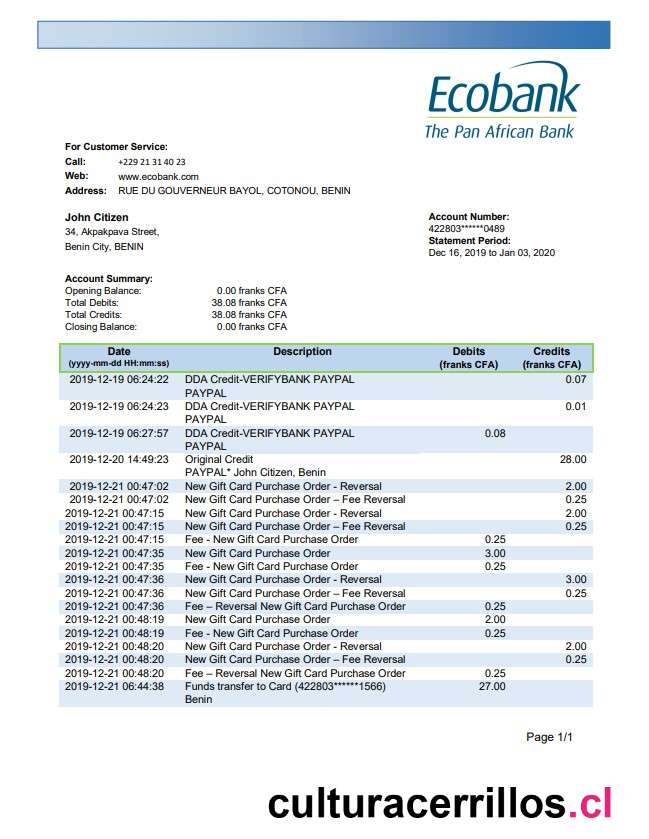 Ecobank
The Pan African Bank
For Customer Service:
Call: +229 21 31 40 23
Web: www.ecobank.com
Address: RUE DU GOUVERNEUR BAYOL, COTONOU, BENIN
John Citizen
34, Akpakpava Street,
Benin City, BENIN
Account Number:
422803******0489
Statement Period:
Dec 16, 2019 to Jan 03, 2020
Account Summary:
Opening Balance: 0.00 franks CFA
Total Debits: 38.08 franks CFA
Total Credits: 38.08 franks CFA
Closing Balance: 0.00 franks CFA
Date Description Debits Credits
(yyyy-mm-dd HH:mm:ss) (franks CFA) (franks CFA)
2019-12-19 06:24:22 DDA Credit-VERIFYBANK PAYPAL 0.07
PAYPAL
2019-12-19 06:24:23 DDA Credit-VERIFYBANK PAYPAL 0.01
PAYPAL
2019-12-19 06:27:57 DDA Credit-VERIFYBANK PAYPAL 0.08
PAYPAL
2019-12-20 14:49:23 Original Credit 28.00
PAYPAL* John Citizen, Benin
2019-12-21 00:47:02 New Gift Card Purchase Order - Reversal 2.00
2019-12-21 00:47:02 New Gift Card Purchase Order – Fee Reversal 0.25
2019-12-21 00:47:15 New Gift Card Purchase Order - Reversal 2.00
2019-12-21 00:47:15 New Gift Card Purchase Order – Fee Reversal 0.25
2019-12-21 00:47:15 Fee - New Gift Card Purchase Order 0.25
2019-12-21 00:47:35 New Gift Card Purchase Order 3.00
2019-12-21 00:47:35 Fee - New Gift Card Purchase Order 0.25
2019-12-21 00:47:36 New Gift Card Purchase Order - Reversal 3.00
2019-12-21 00:47:36 New Gift Card Purchase Order – Fee Reversal 0.25
2019-12-21 00:47:36 Fee – Reversal New Gift Card Purchase Order 0.25
2019-12-21 00:48:19 New Gift Card Purchase Order 2.00
2019-12-21 00:48:19 Fee - New Gift Card Purchase Order 0.25
2019-12-21 00:48:20 New Gift Card Purchase Order - Reversal 2.00
2019-12-21 00:48:20 New Gift Card Purchase Order – Fee Reversal 0.25
2019-12-21 00:48:20 Fee – Reversal New Gift Card Purchase Order 0.25
2019-12-21 06:44:38 Funds transfer to Card (422803******1566) 27.00
Benin
Page 1/1
culturacerrillos.cl